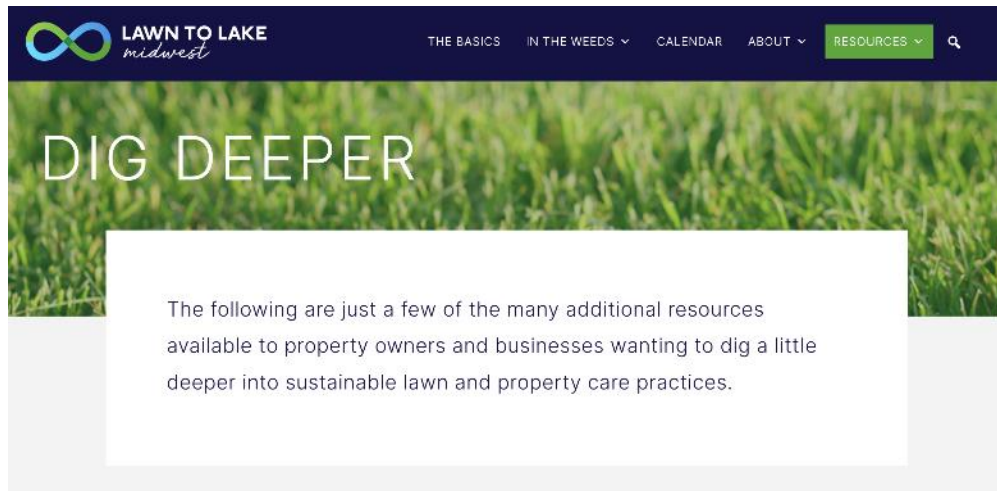 LAWN TO LAKE
midwest
THE BASICS IN THE WEEDS CALENDAR ABOUT RESOURCES
DIG DEEPER
The following are just a few of the many additional resources
available to property owners and businesses wanting to dig a little
deeper into sustainable lawn and property care practices.